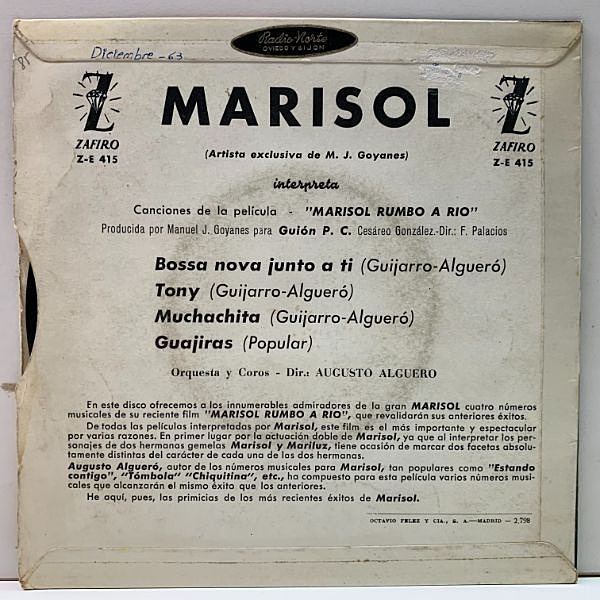 Radio-Norte
OVIEDO Y GIJON
Diciembre - 63
85
MARISOL
ZAFIRO
Z-E 415
ZAFIRO
Z-E 415
(Artista exclusiva de M. J. Goyanes)
interpreta
Canciones de la película - "MARISOL RUMBO A RIO"
Producida por Manuel J. Goyanes para Guión P. C. Cesáreo González.-Dir.: F. Palacios
Bossa nova junto a ti (Guijarro-Algueró)
Tony (Guijarro-Algueró)
Muchachita (Guijarro-Algueró)
Guajiras (Popular)
Orquesta y Coros - Dir.: AUGUSTO ALGUERO
En este disco ofrecemos a los innumerables admiradores de la gran MARISOL cuatro números
musicales de su reciente film "MARISOL RUMBO A RIO", que revalidarán sus anteriores éxitos.
De todas las películas interpretadas por Marisol, este film es el más importante y espectacular
por varias razones. En primer lugar por la actuación doble de Marisol, ya que al interpretar los per-
sonajes de dos hermanas gemelas Marisol y Mariluz, tiene ocasión de marcar dos facetas absolu-
tamente distintas del carácter de cada una de las dos hermanas.
Augusto Algueró, autor de los números musicales para Marisol, tan populares como "Estando
contigo", "Tómbola" "Chiquitina", etc., ha compuesto para esta película varios números musi-
cales que alcanzarán el mismo éxito que los anteriores.
He aquí, pues, las primicias de los más recientes éxitos de Marisol.
OCTAVIO FELEZ Y CIA., S. A.—MADRID — 2.798